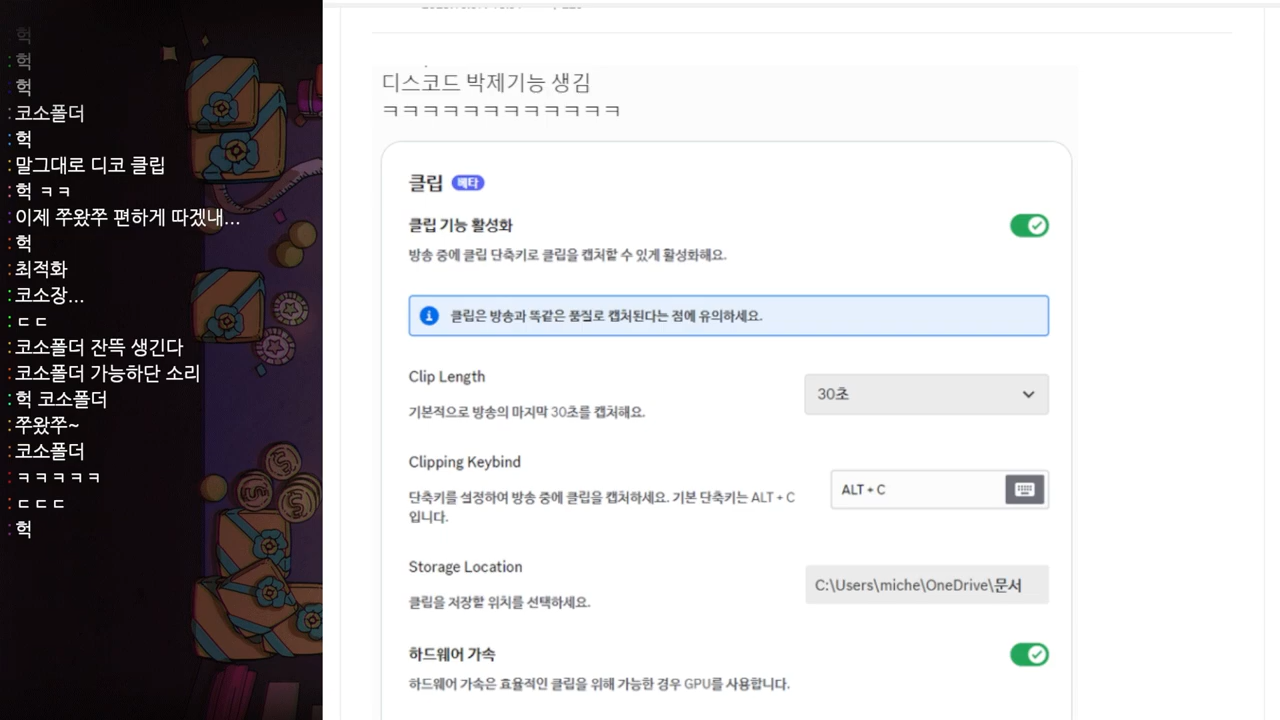 헉
헉
헉
코소폴더
헉
말그대로 디코 클립
헉 ㅋㅋ
이제 쭈왔쭈 편하게 따겠내...
헉
최적화
코소장...
ㄷㄷ
코소폴더 잔뜩 생긴다
코소폴더 가능하단 소리
헉 코소폴더
쭈왔쭈~
코소폴더
ㅋㅋㅋㅋㅋ
ㄷㄷㄷ
헉
디스코드 박제기능 생김
ㅋㅋㅋㅋㅋㅋㅋㅋㅋㅋㅋㅋ
클립 베타
클립 기능 활성화
방송 중에 클립 단축키로 클립을 캡처할 수 있게 활성화해요.
클립은 방송과 똑같은 품질로 캡처된다는 점에 유의하세요.
Clip Length
30초
기본적으로 방송의 마지막 30초를 캡처해요.
Clipping Keybind
ALT + C
단축키를 설정하여 방송 중에 클립을 캡처하세요. 기본 단축키는 ALT + C
입니다.
Storage Location
C:\Users\miche\OneDrive\문서
클립을 저장할 위치를 선택하세요.
하드웨어 가속
하드웨어 가속은 효율적인 클립을 위해 가능한 경우 GPU를 사용합니다.